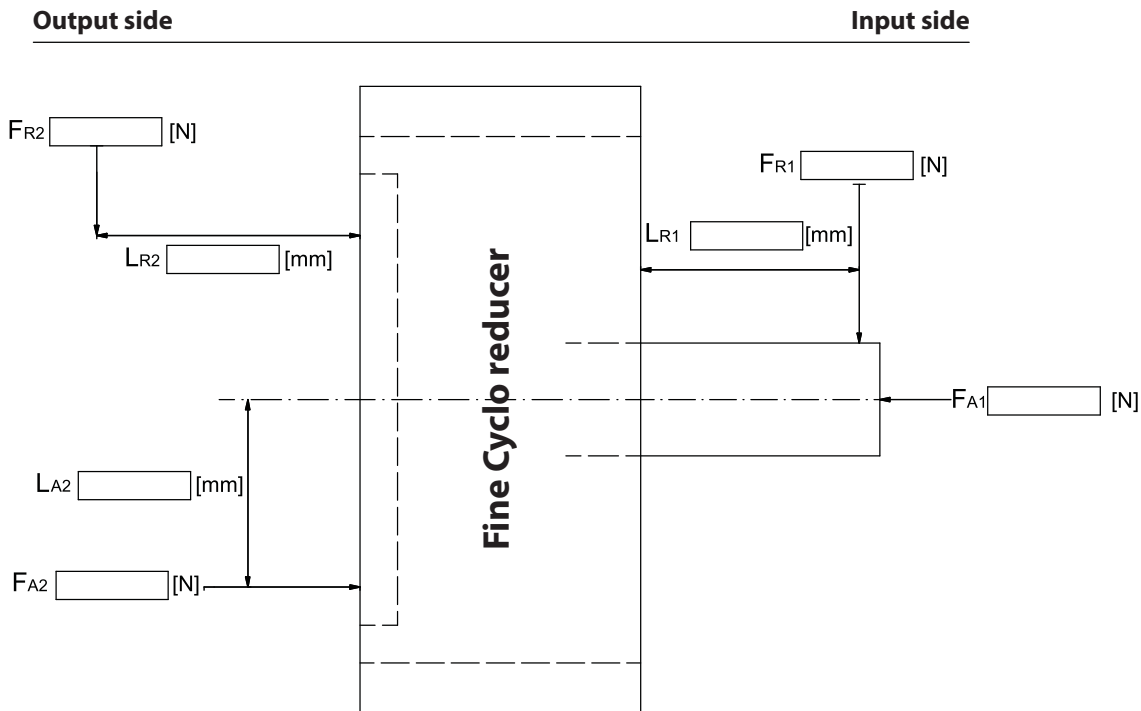 Output side
Input side
FR2 [N]
FR1 [N]
LR1 [mm]
LR2 [mm]
Fine Cyclo reducer
FA1 [N]
LA2 [mm]
FA2 [N]